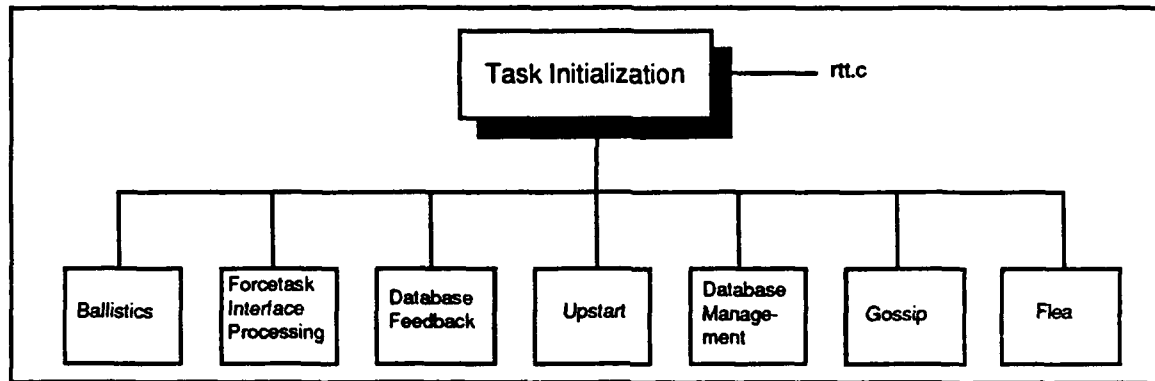 Task Initialization
rtt.c
Ballistics
Forcetask
Interface
Processing
Database
Feedback
Upstart
Database
Manage-
ment
Gossip
Flea